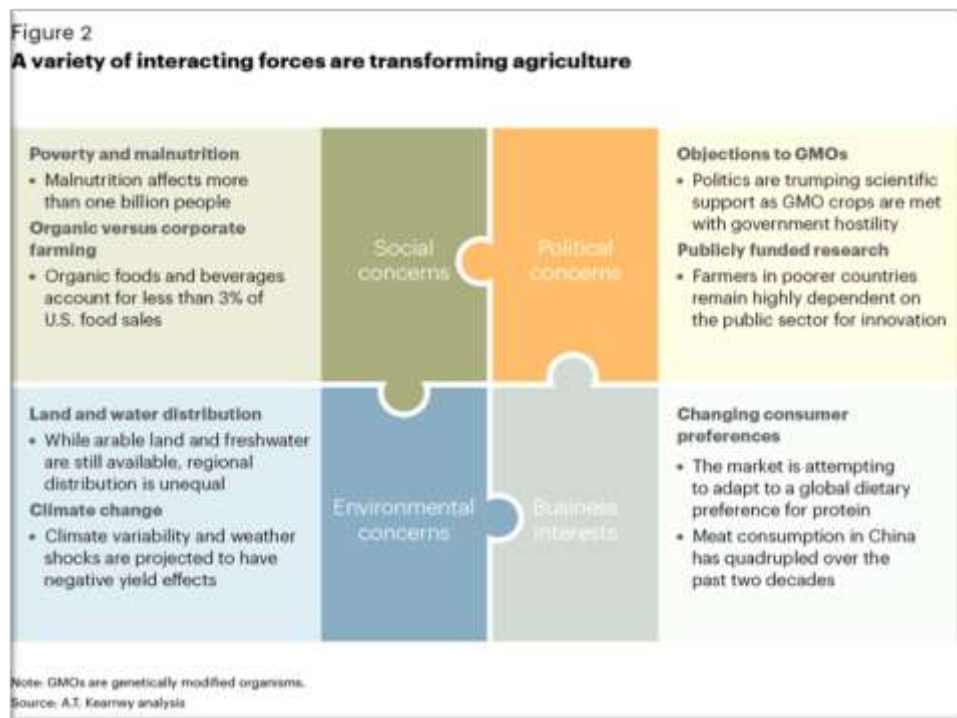 Figure 2
A variety of interacting forces are transforming agriculture
Poverty and malnutrition
• Malnutrition affects more
than one billion people
Organic versus corporate
farming
• Organic foods and beverages
account for less than 3% of
U.S. food sales
Social
concerns
Political
concerns
Objections to GMOs
• Politics are trumping scientific
support as GMO crops are met
with government hostility
Publicly funded research
• Farmers in poorer countries
remain highly dependent on
the public sector for innovation
Land and water distribution
• While arable land and freshwater
are still available, regional
distribution is unequal
Climate change
• Climate variability and weather
shocks are projected to have
negative yield effects
Environmental
concerns
Business
interests
Changing consumer
preferences
• The market is attempting
to adapt to a global dietary
preference for protein
• Meat consumption in China
has quadrupled over the
past two decades
Note: GMOs are genetically modified organisms.
Source: A.T. Kearney analysis